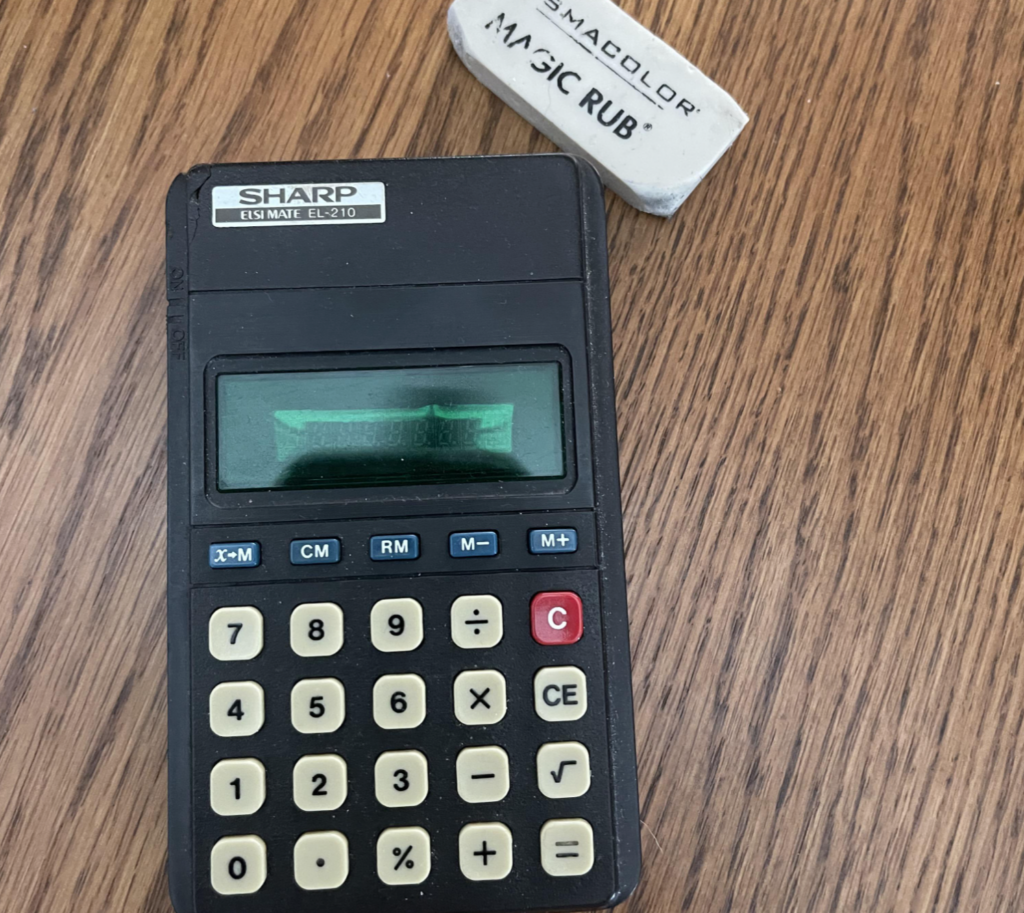 SMACOLOR
MAGIC RUB
SHARP
ELSI MATE EL-210
x→M CM RM M− M+
7 8 9 ÷ C
4 5 6 × CE
1 2 3 − √
0 . % + =